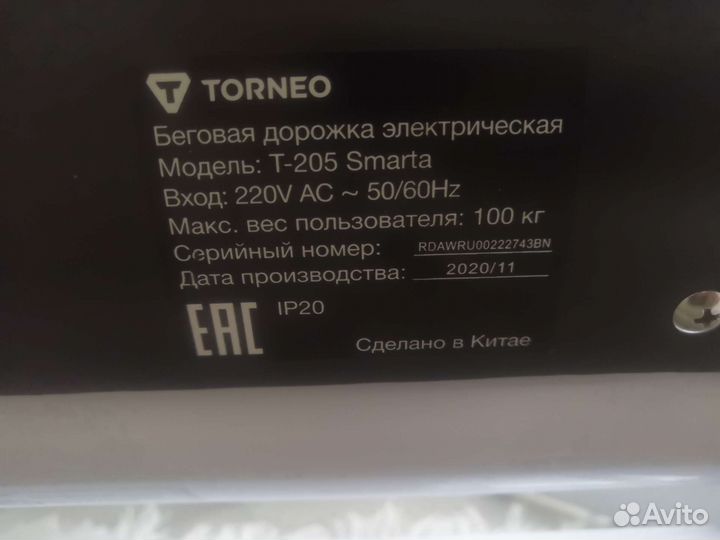 TORNEO
Беговая дорожка электрическая
Модель: T-205 Smarta
Вход: 220V AC ~ 50/60Hz
Макс. вес пользователя: 100 кг
Серийный номер: RDAWRU00222743BN
Дата производства: 2020/11
EAC IP20
Сделано в Китае
Avito